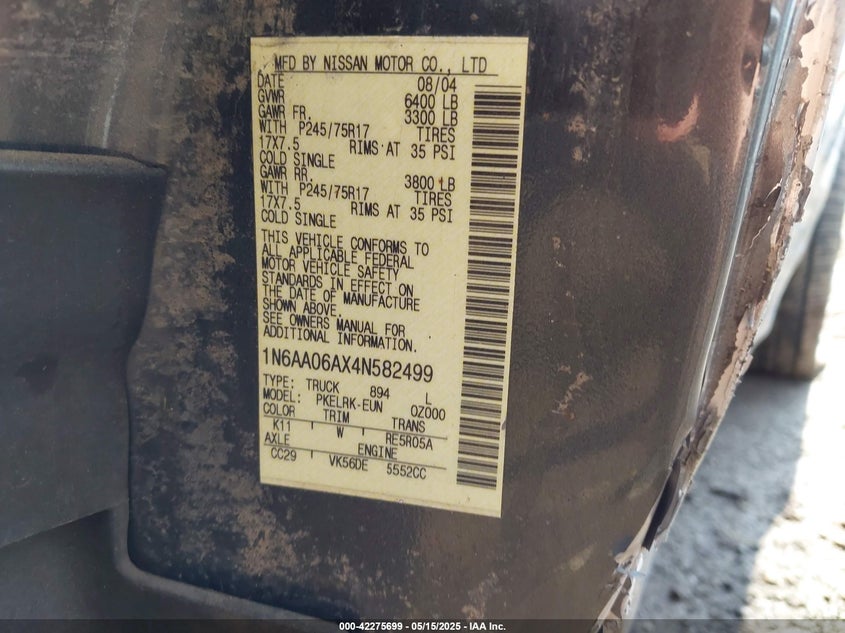 MFD BY NISSAN MOTOR CO., LTD
DATE 08/04
GVWR 6400 LB
GAWR FR. 3300 LB
WITH P245/75R17 TIRES
17X7.5 RIMS AT 35 PSI
COLD SINGLE
GAWR RR. 3800 LB
WITH P245/75R17 TIRES
17X7.5 RIMS AT 35 PSI
COLD SINGLE
THIS VEHICLE CONFORMS TO
ALL APPLICABLE FEDERAL
MOTOR VEHICLE SAFETY
STANDARDS IN EFFECT ON
THE DATE OF MANUFACTURE
SHOWN ABOVE.
SEE OWNERS MANUAL FOR
ADDITIONAL INFORMATION.
1N6AA06AX4N582499
TYPE: TRUCK 894 L
MODEL: PKELRK-EUN 0Z000
COLOR TRIM TRANS
K11 W RE5R05A
AXLE ENGINE
CC29 VK56DE 5552CC
000-42275699 - 05/15/2025 - IAA Inc.